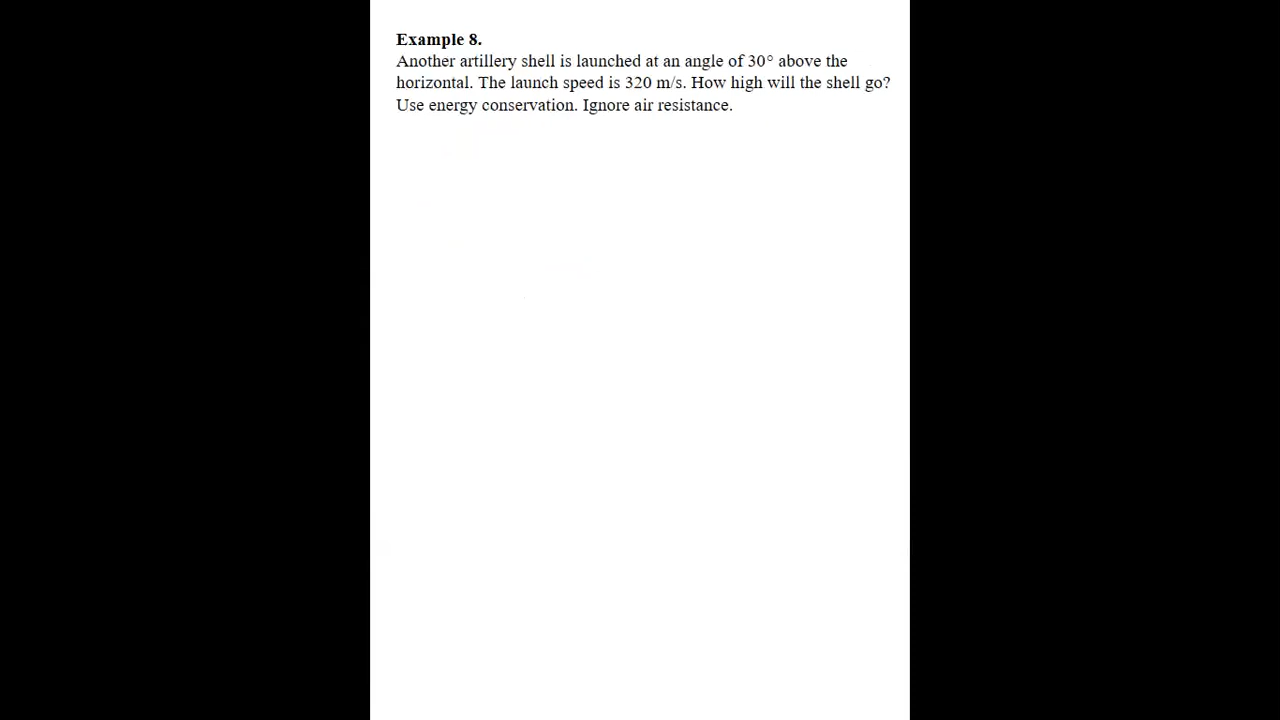 Example 8.
Another artillery shell is launched at an angle of 30° above the
horizontal. The launch speed is 320 m/s. How high will the shell go?
Use energy conservation. Ignore air resistance.